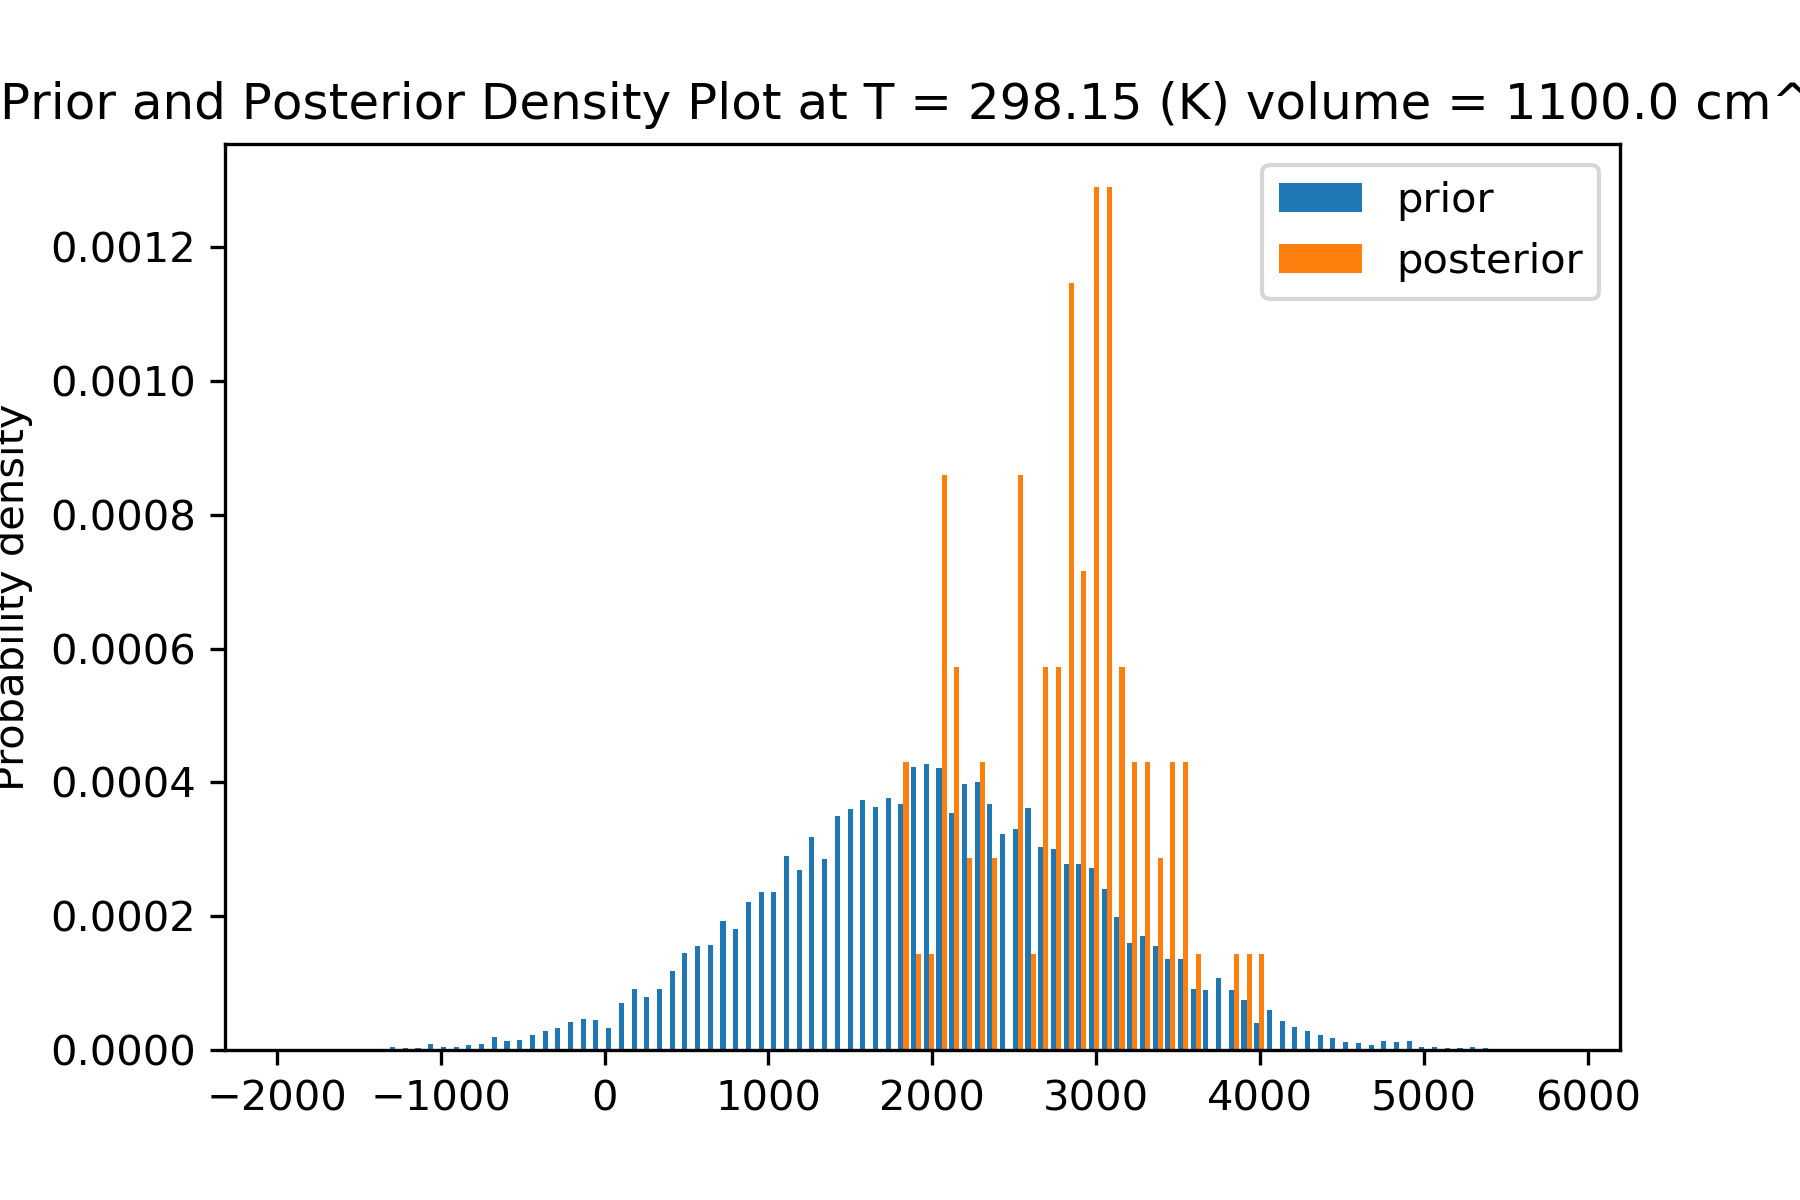 Prior and Posterior Density Plot at T = 298.15 (K) volume = 1100.0 cm^
prior
posterior
Probability density
0.0012
0.0010
0.0008
0.0006
0.0004
0.0002
0.0000
−2000 −1000 0 1000 2000 3000 4000 5000 6000